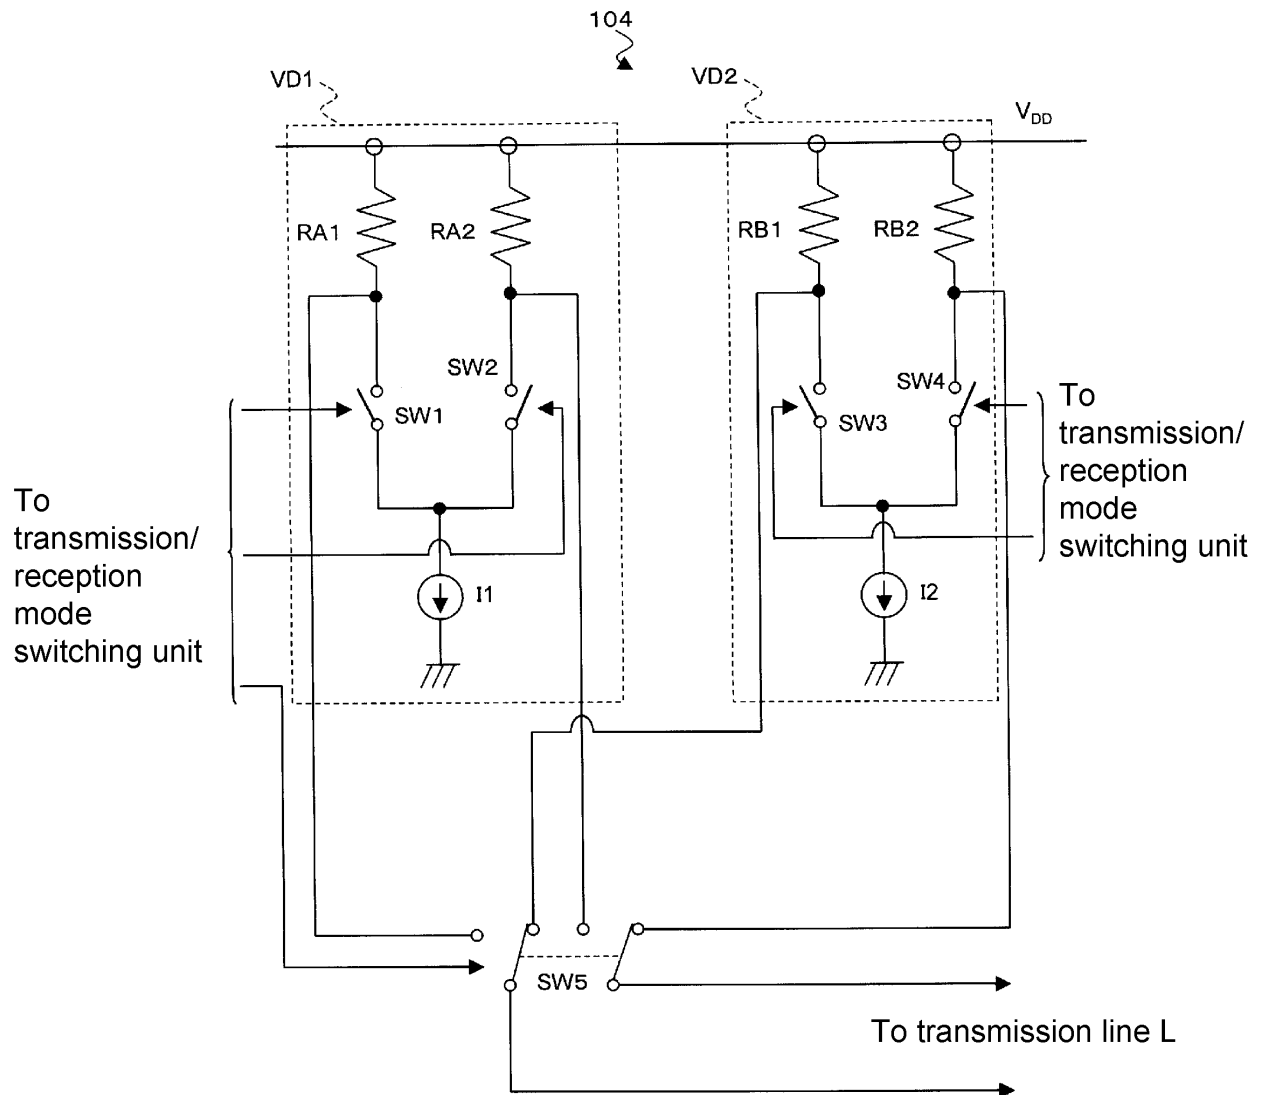 104
VD1
VD2
V_DD
RA1
RA2
RB1
RB2
SW2
SW4
SW1
SW3
To
transmission/
reception
mode
switching unit
To
transmission/
reception
mode
switching unit
I1
I2
SW5
To transmission line L